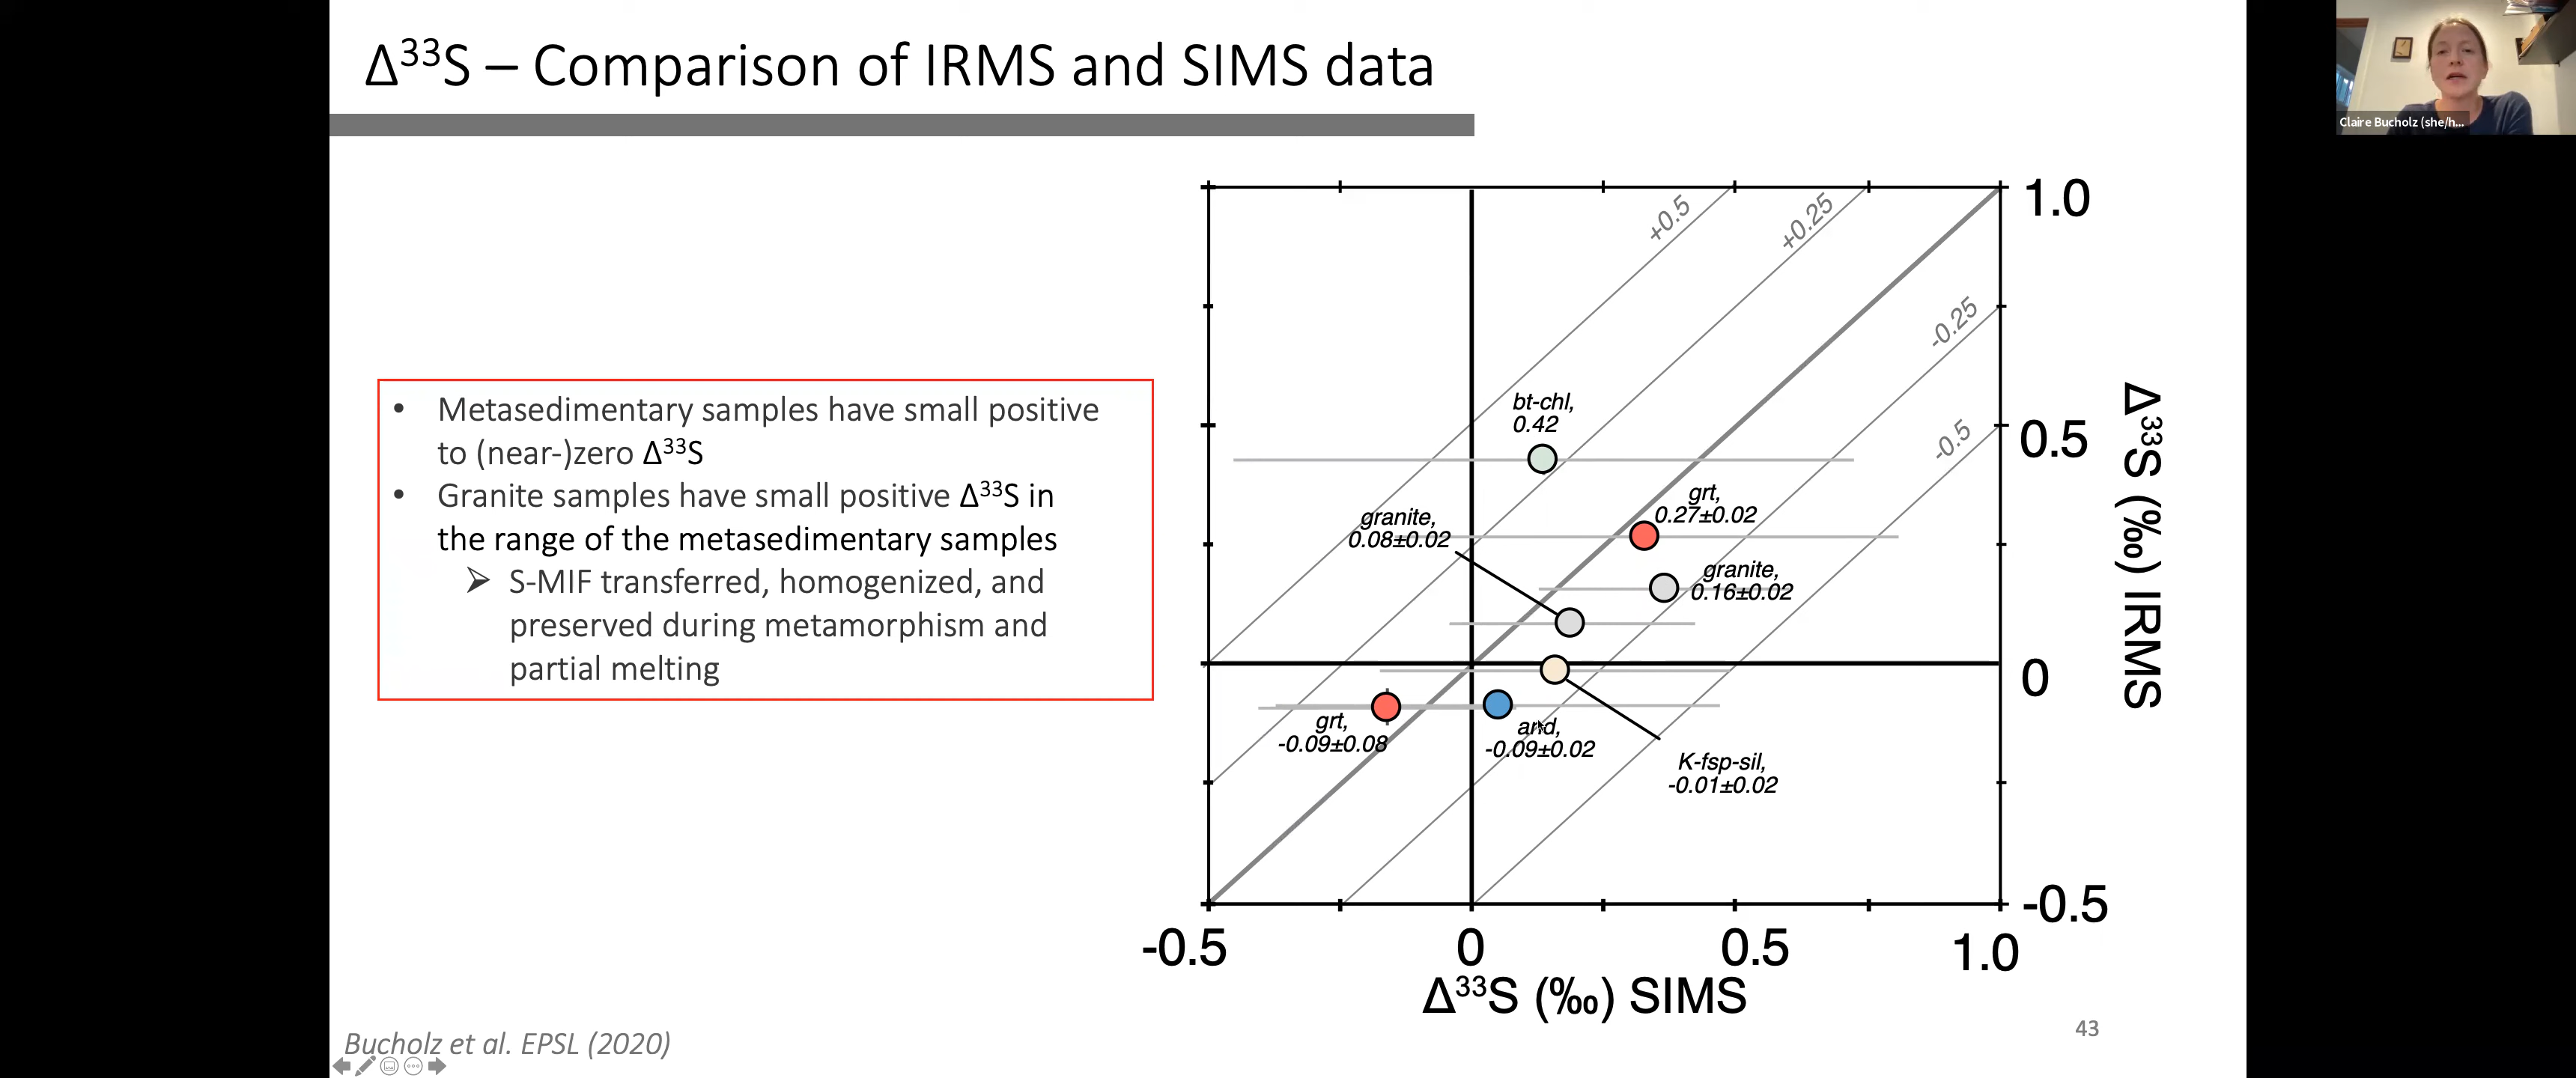 Δ³³S – Comparison of IRMS and SIMS data
Claire Bucholz (she/h...
• Metasedimentary samples have small positive
to (near-)zero Δ³³S
• Granite samples have small positive Δ³³S in
the range of the metasedimentary samples
➤ S-MIF transferred, homogenized, and
preserved during metamorphism and
partial melting
+0.5
+0.25
-0.25
-0.5
bt-chl,
0.42
grt,
0.27±0.02
granite,
0.08±0.02
granite,
0.16±0.02
grt,
-0.09±0.08
and,
-0.09±0.02
K-fsp-sil,
-0.01±0.02
1.0
0.5
0
-0.5
Δ³³S (‰) IRMS
-0.5 0 0.5 1.0
Δ³³S (‰) SIMS
Bucholz et al. EPSL (2020)
43